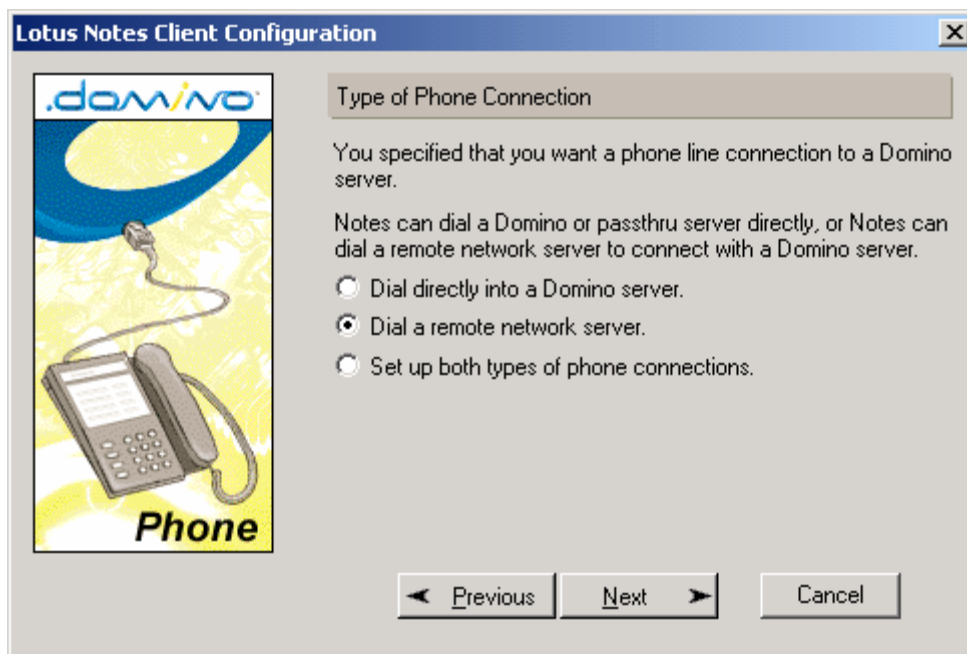 Lotus Notes Client Configuration
.domino
Type of Phone Connection
You specified that you want a phone line connection to a Domino
server.
Notes can dial a Domino or passthru server directly, or Notes can
dial a remote network server to connect with a Domino server.
Dial directly into a Domino server.
Dial a remote network server.
Set up both types of phone connections.
Phone
Previous
Next
Cancel